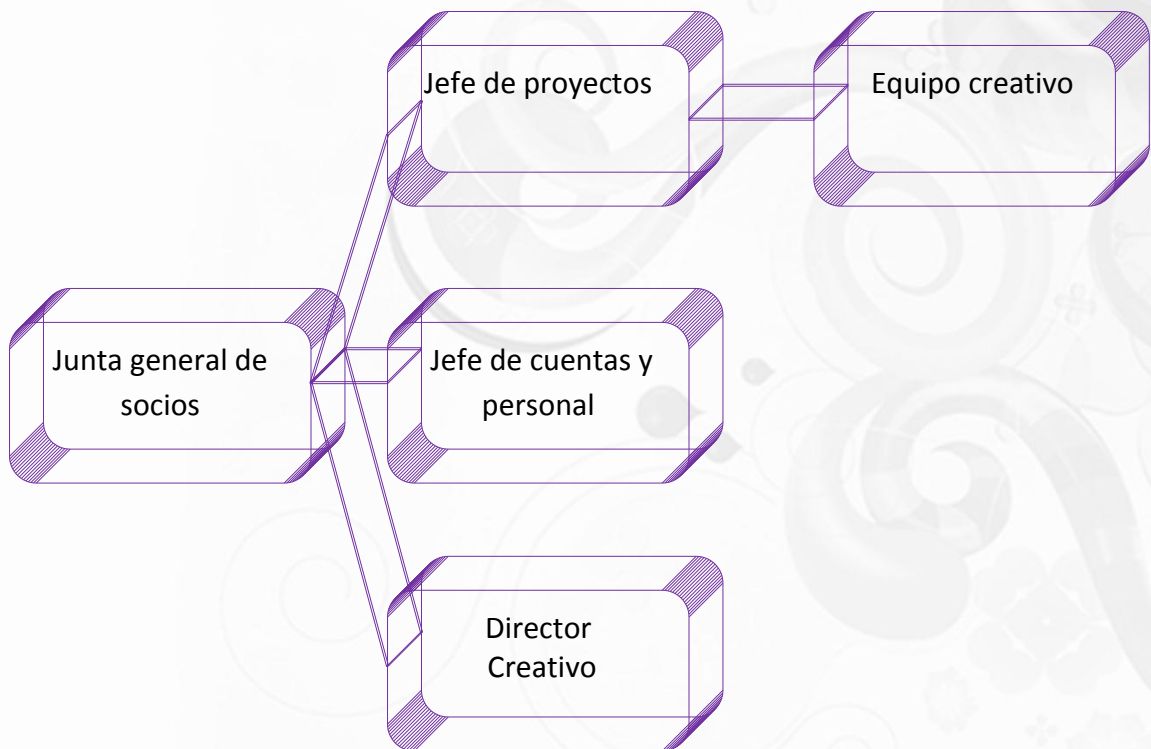 Jefe de proyectos
Equipo creativo
Junta general de
socios
Jefe de cuentas y
personal
Director
Creativo